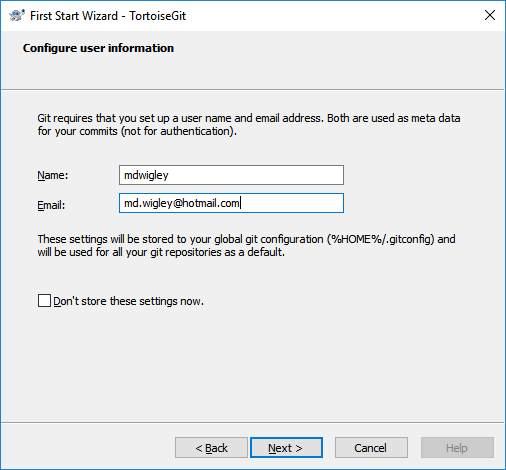 First Start Wizard - TortoiseGit
Configure user information
Git requires that you set up a user name and email address. Both are used as meta data
for your commits (not for authentication).
Name: mdwigley
Email: md.wigley@hotmail.com
These settings will be stored to your global git configuration (%HOME%/.gitconfig) and
will be used for all your git repositories as a default.
Don't store these settings now.
< Back Next > Cancel Help